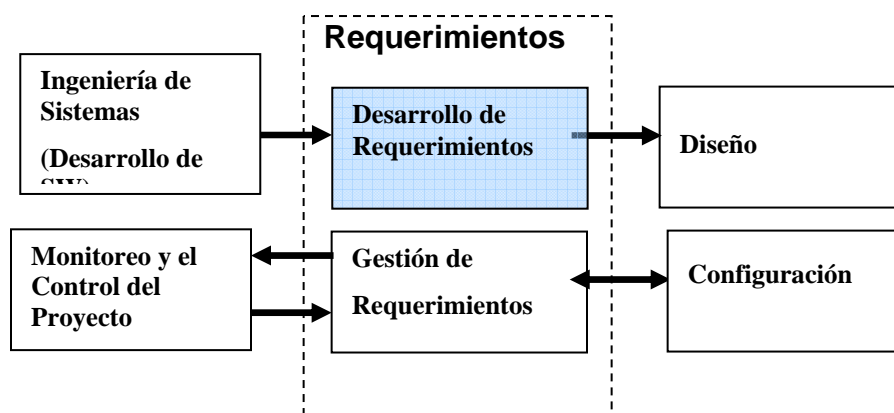 Requerimientos
Ingeniería de
Sistemas
(Desarrollo de
Desarrollo de
Requerimientos
Diseño
Monitoreo y el
Control del
Proyecto
Gestión de
Requerimientos
Configuración